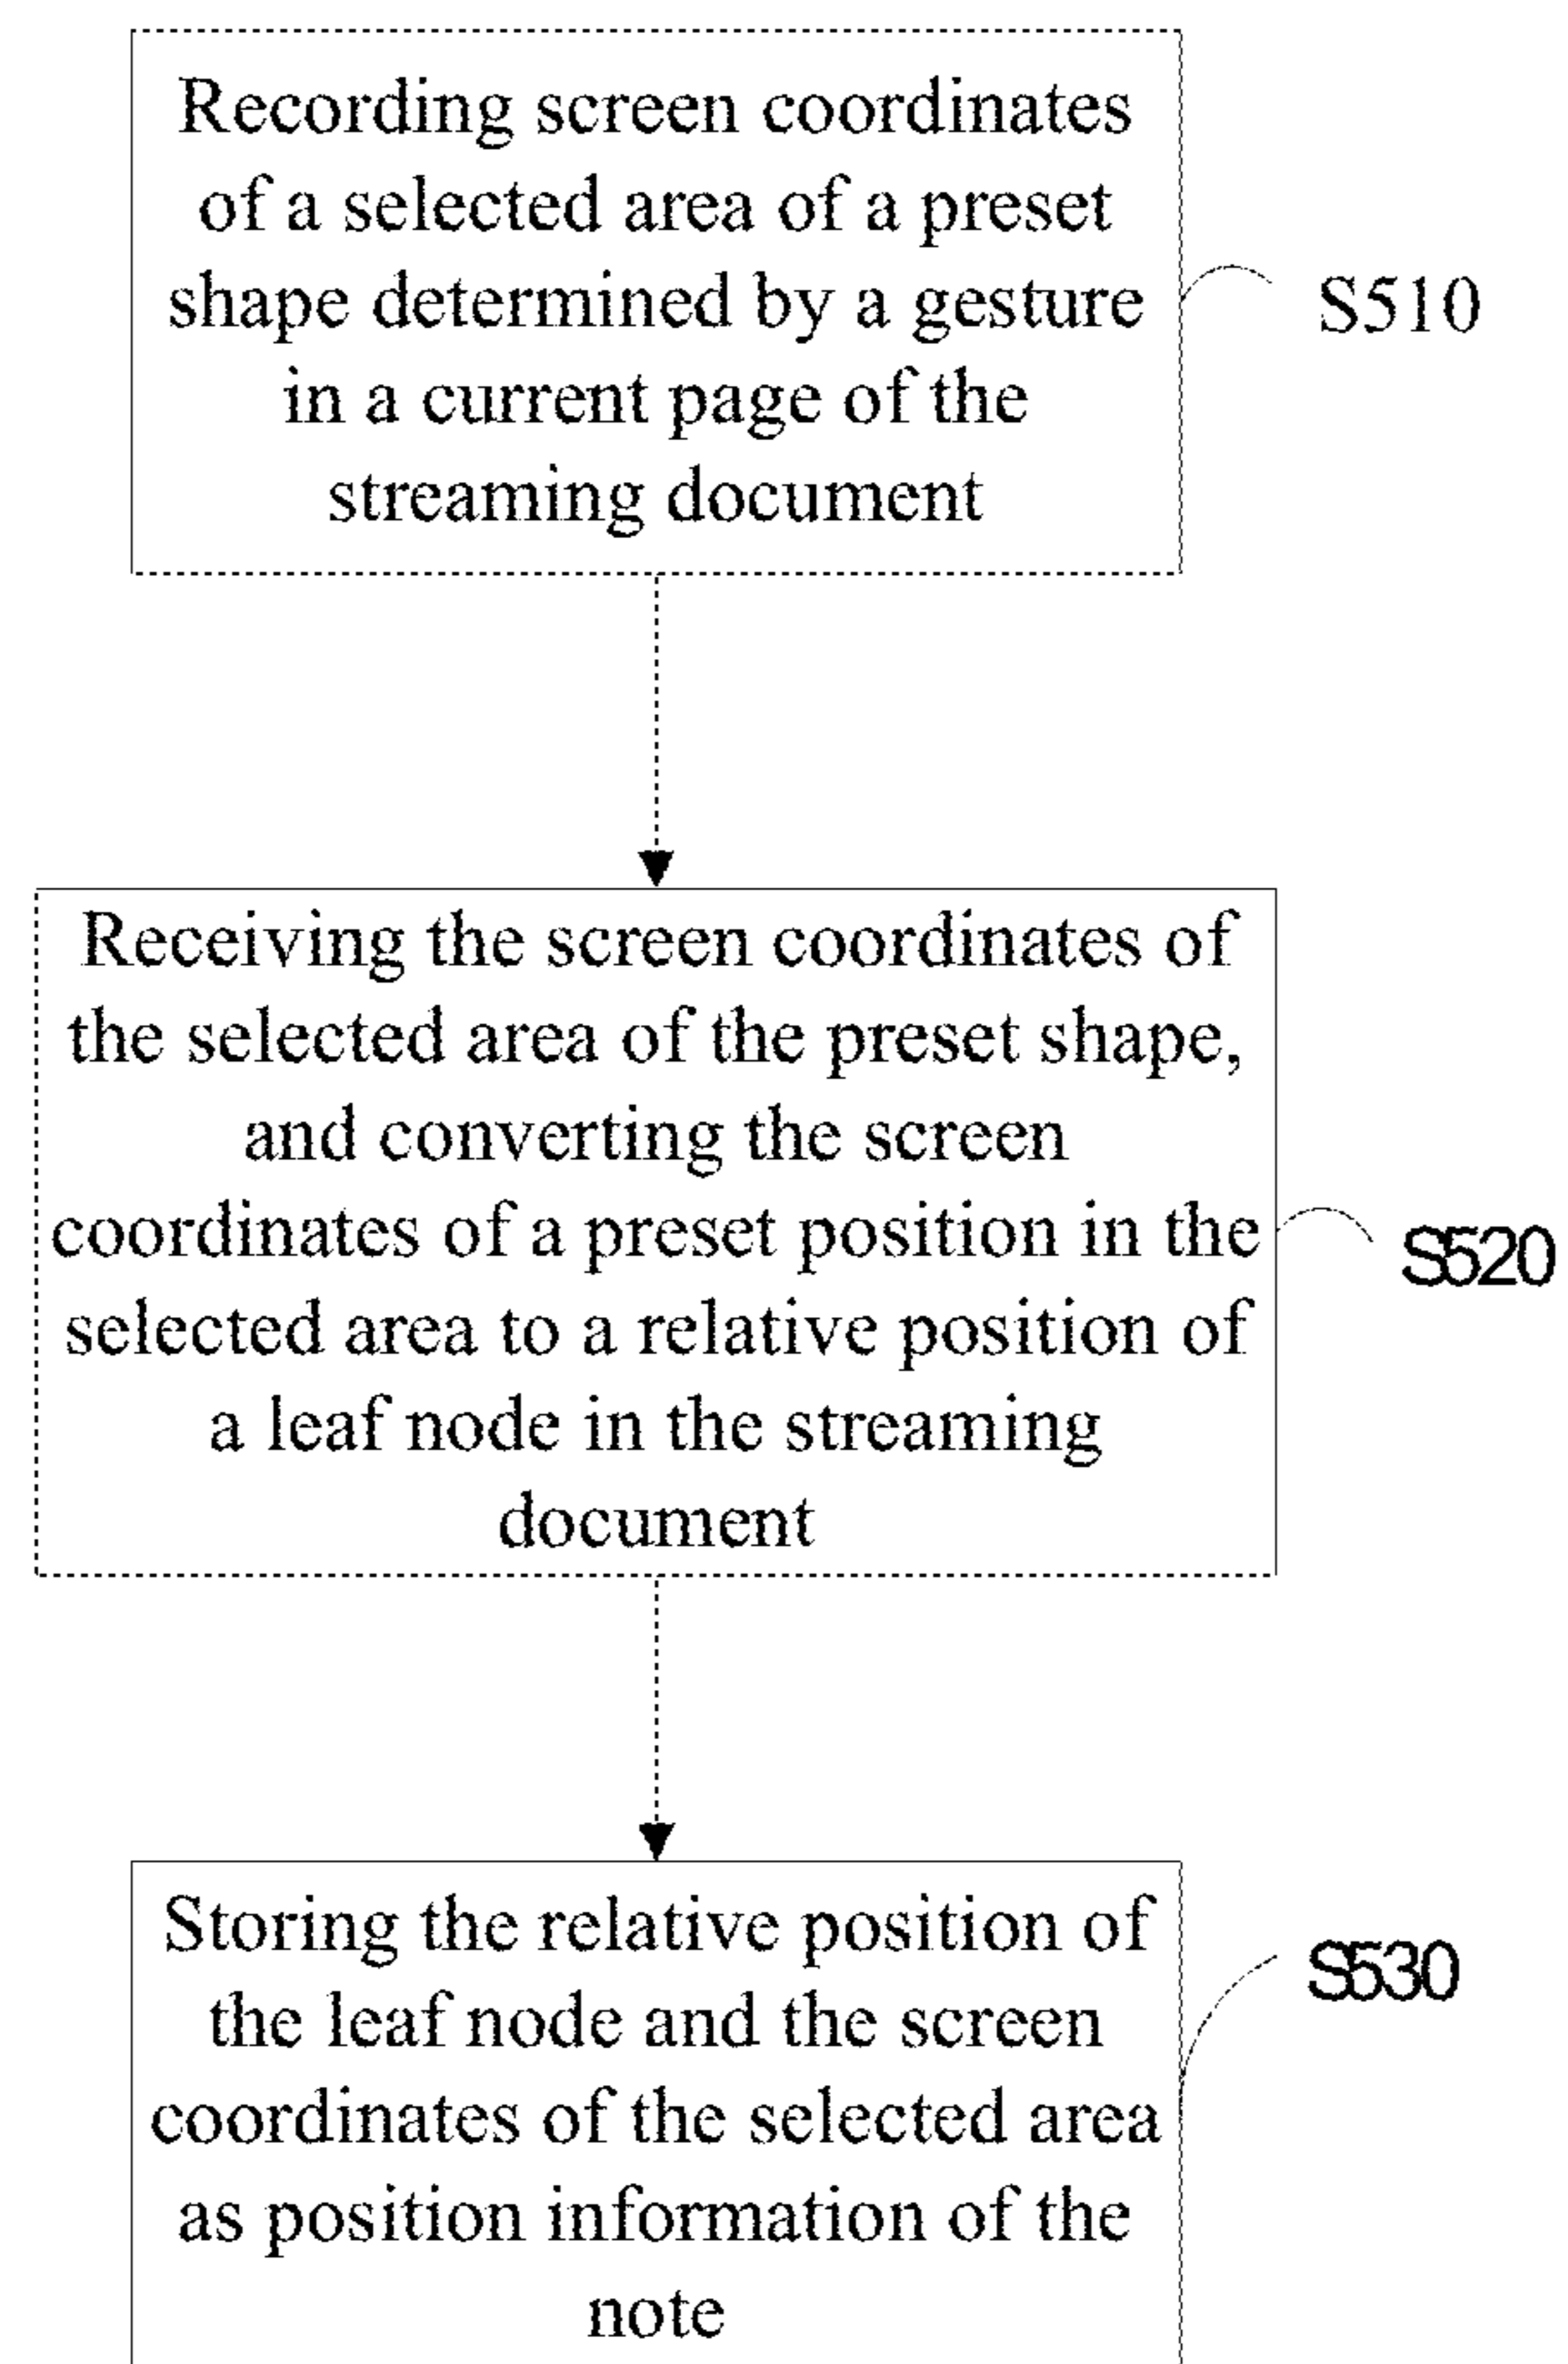 Recording screen coordinates
of a selected area of a preset
shape determined by a gesture
in a current page of the
streaming document
S510
Receiving the screen coordinates of
the selected area of the preset shape,
and converting the screen
coordinates of a preset position in the
selected area to a relative position of
a leaf node in the streaming
document
S520
Storing the relative position of
the leaf node and the screen
coordinates of the selected area
as position information of the
note
S530